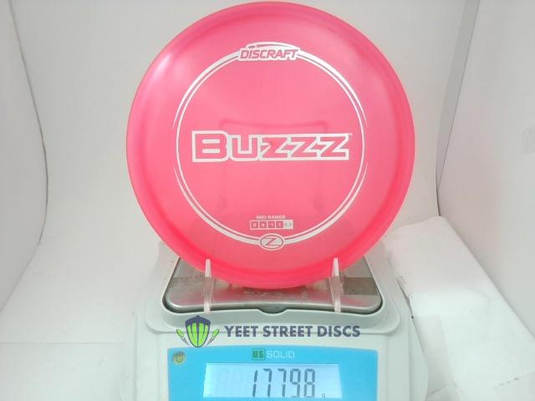 DISCRAFT
BUZZZ
MID RANGE
YEET STREET DISCS
U.S. SOLID
177.98 g